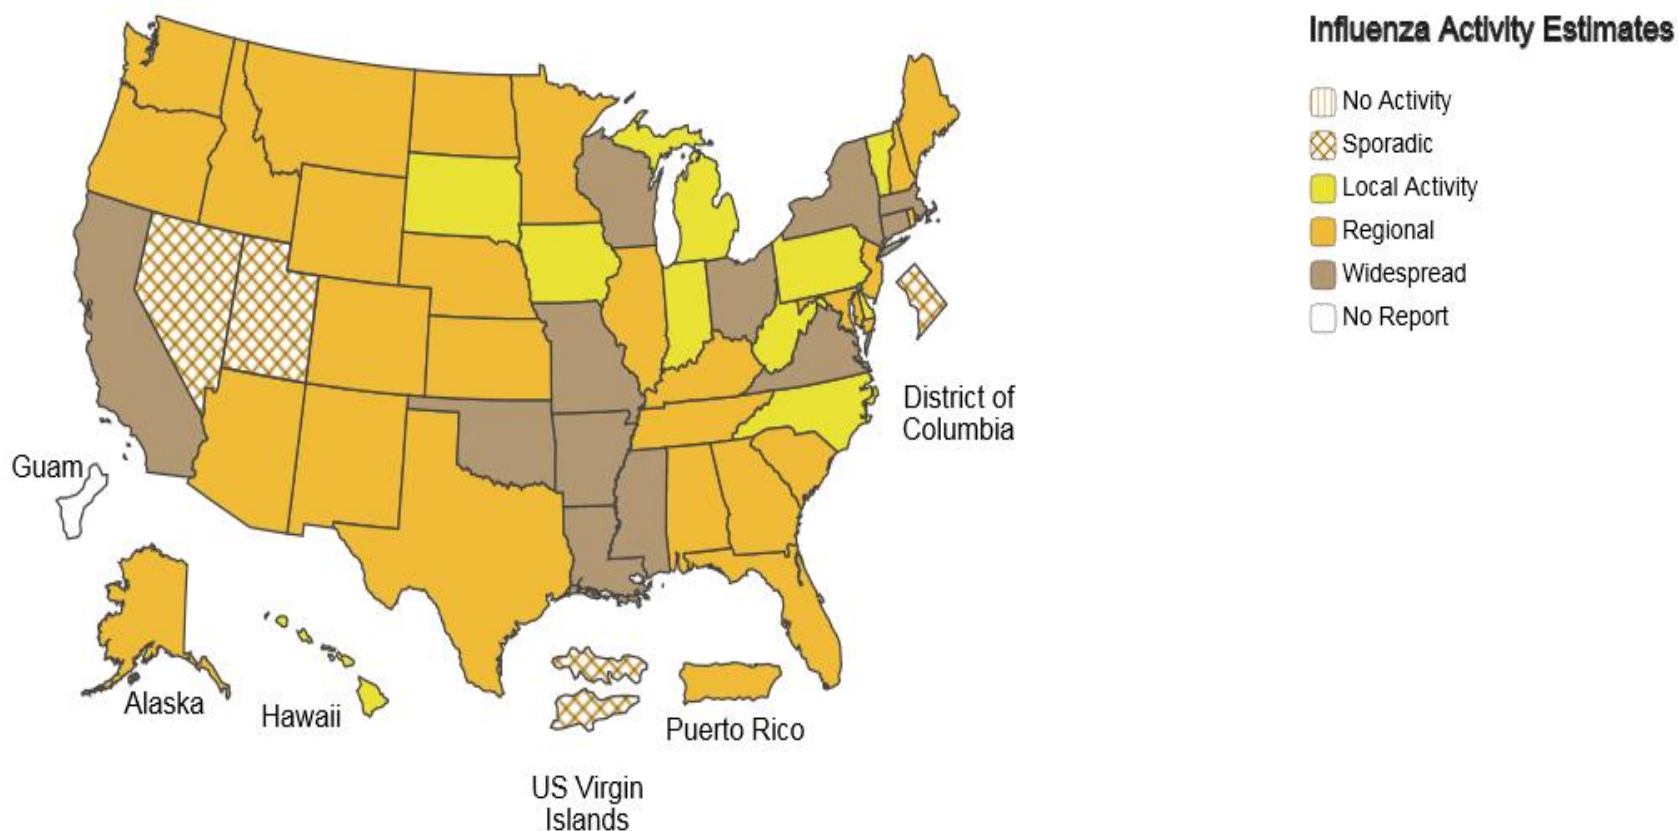 Influenza Activity Estimates
No Activity
Sporadic
Local Activity
Regional
Widespread
No Report
District of
Columbia
Guam
Alaska
Hawaii
Puerto Rico
US Virgin
Islands